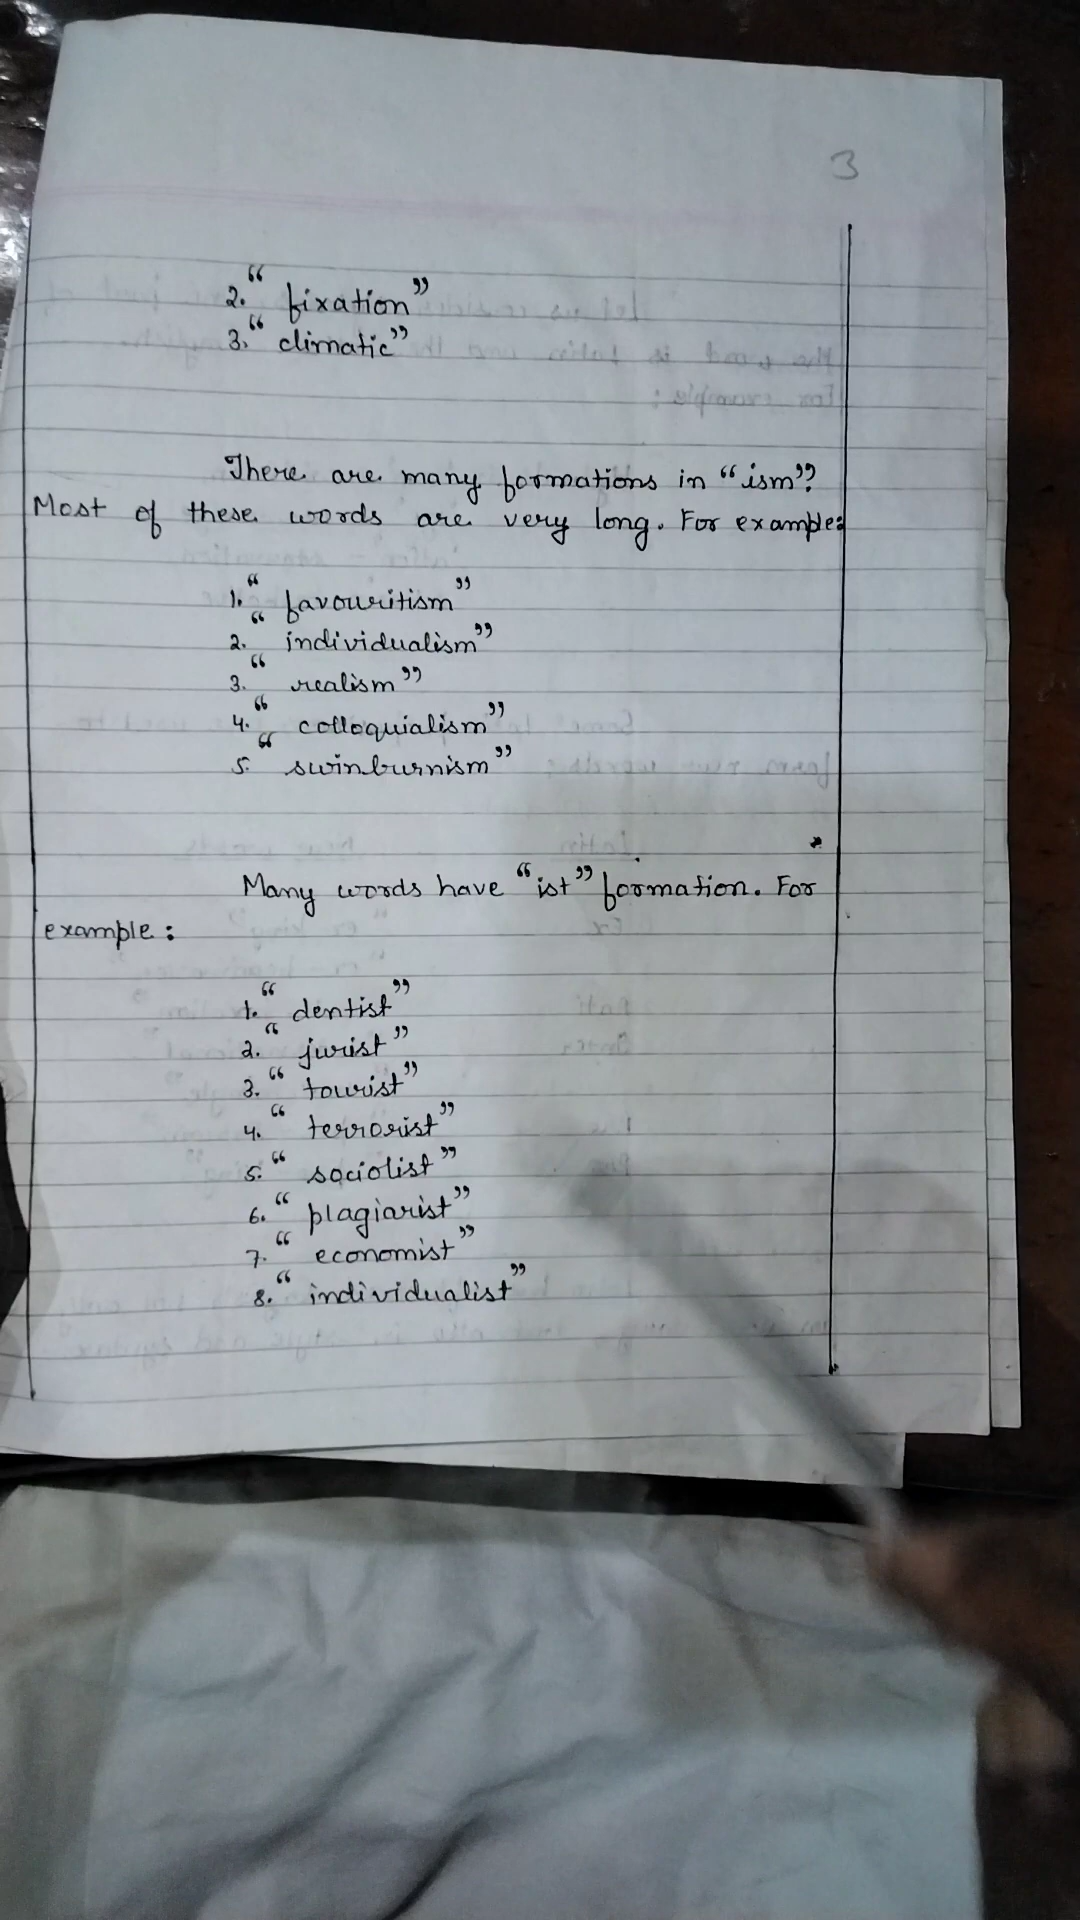 3
2. “fixation”
3. “climatic”
There are many formations in “ism”?
Most of these words are very long. For example:
1. “favouritism”
2. “individualism”
3. “realism”
4. “colloquialism”
5. “swinburnism”
Many words have “ist” formation. For
example:
1. “dentist”
2. “jurist”
3. “tourist”
4. “terrorist”
5. “sociolist”
6. “plagiarist”
7. “economist”
8. “individualist”